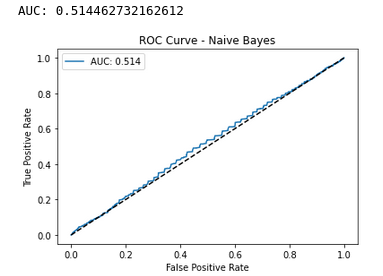 AUC: 0.514462732162612
ROC Curve - Naive Bayes
AUC: 0.514
True Positive Rate
1.0
0.8
0.6
0.4
0.2
0.0
0.0 0.2 0.4 0.6 0.8 1.0
False Positive Rate